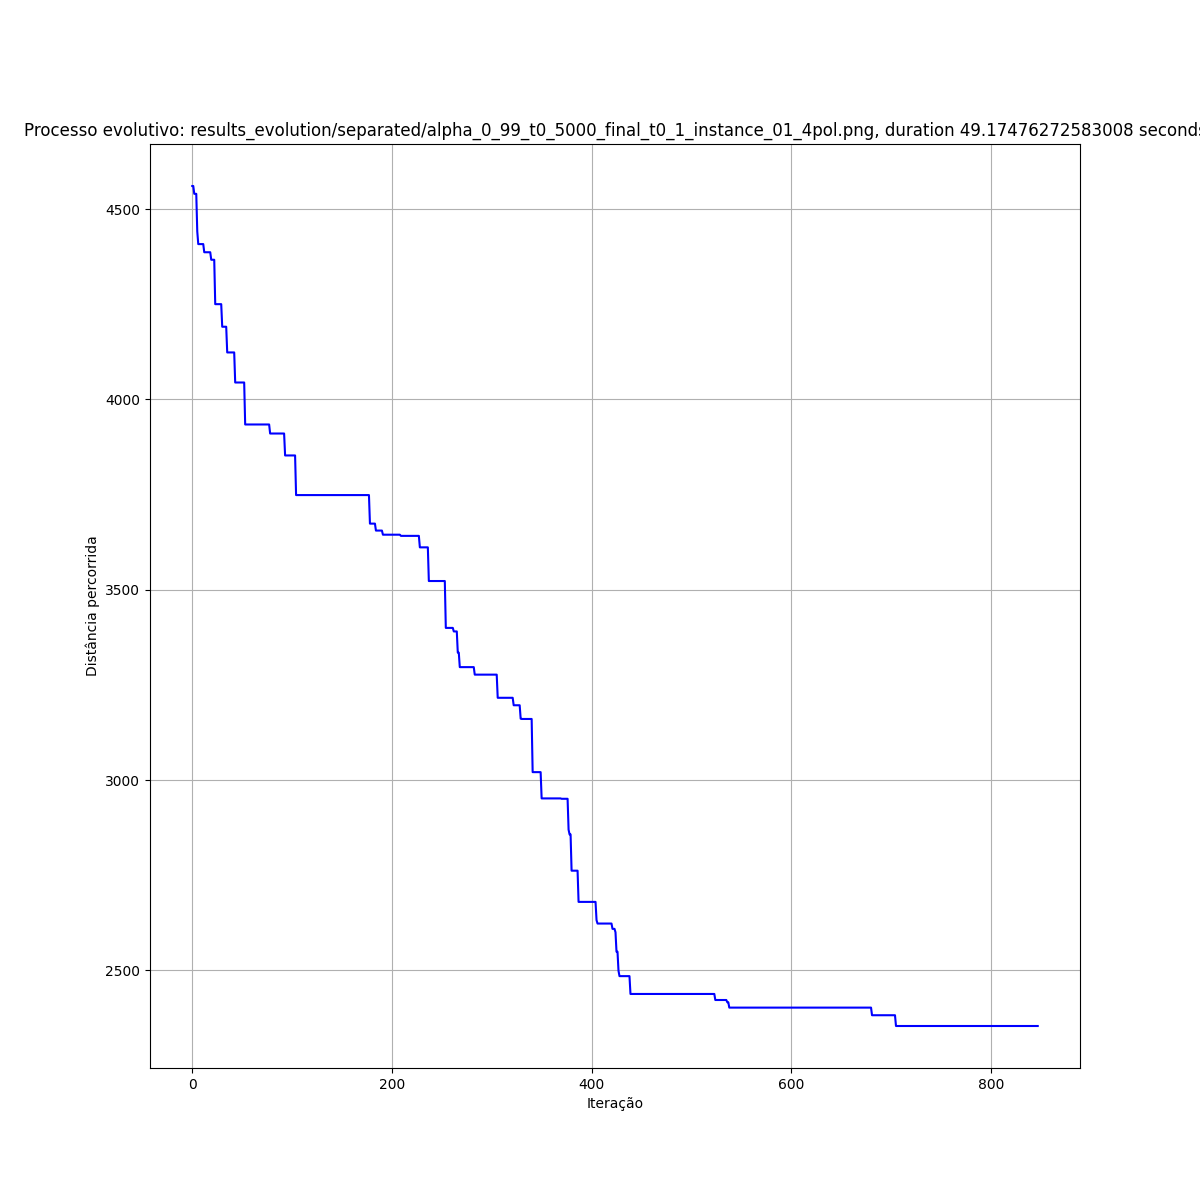 Processo evolutivo: results_evolution/separated/alpha_0_99_t0_5000_final_t0_1_instance_01_4pol.png, duration 49.17476272583008 seconds
4500
4000
3500
3000
2500
Distância percorrida
0 200 400 600 800
Iteração